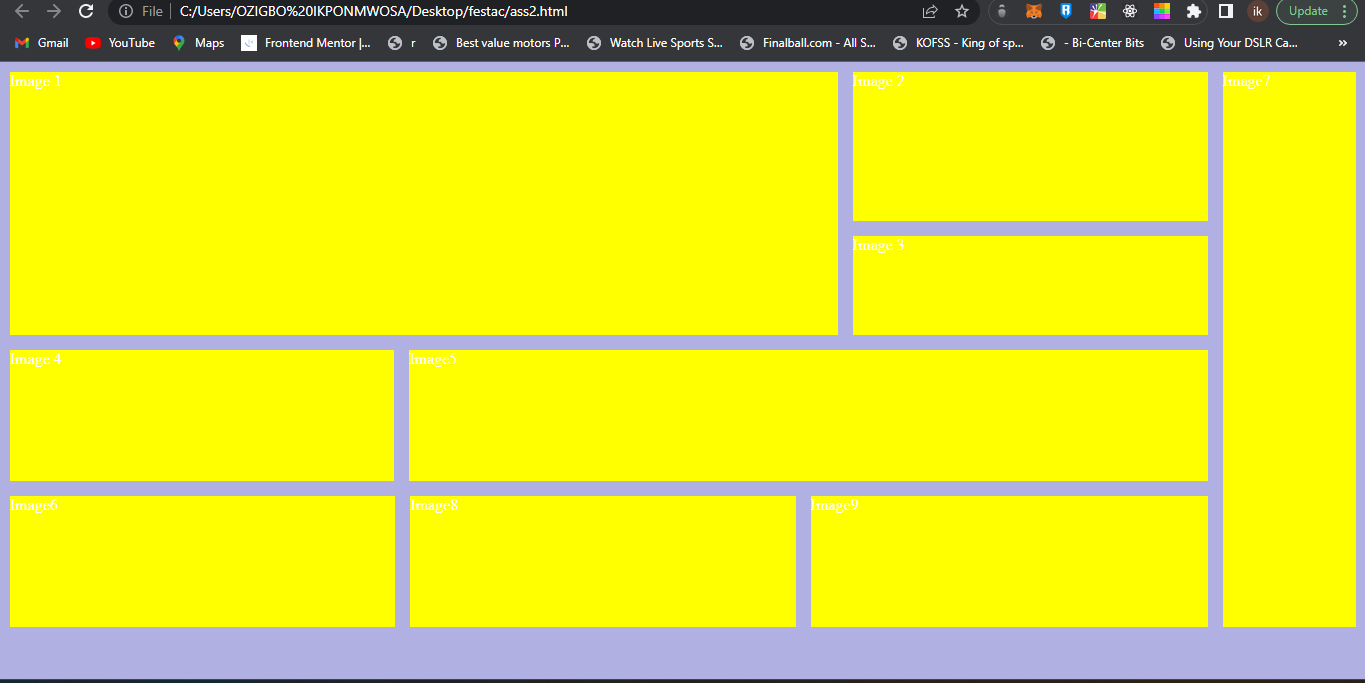 File C:/Users/OZIGBO%20IKPONMWOSA/Desktop/festac/ass2.html ik Update
Gmail YouTube Maps Frontend Mentor |... r Best value motors P... Watch Live Sports S... Finalball.com - All S... KOFSS - King of sp... - Bi-Center Bits Using Your DSLR Ca... »
Image 1
Image 2
Image7
Image 3
Image 4
Image5
Image6
Image8
Image9